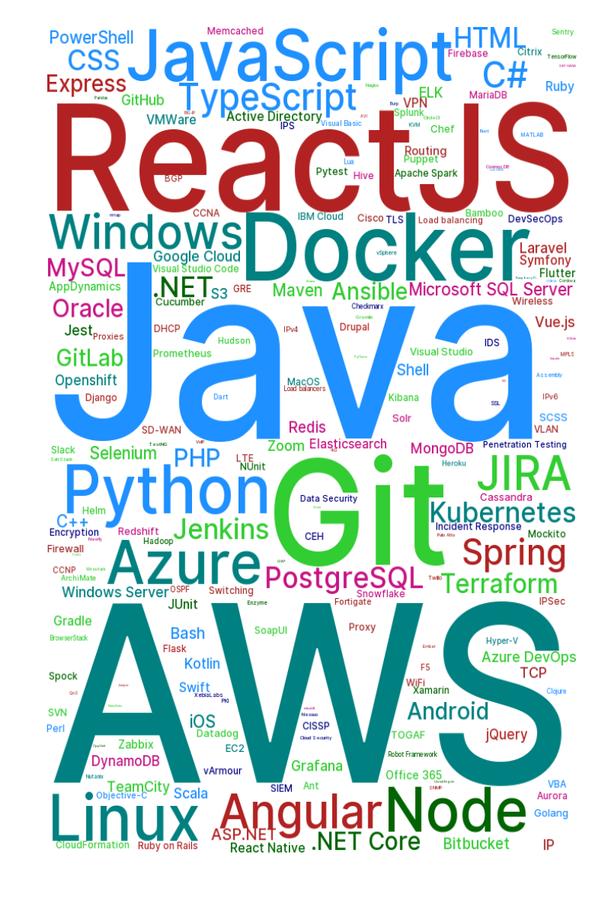 PowerShell
Memcached
Sentry
CSS
JavaScript
HTML
Firebase
Citrix
TensorFlow
Express
C#
Ruby
GitHub
TypeScript
ELK
MariaDB
VMWare
Active Directory
VPN
Splunk
IPS
Visual Basic
Chef
KVM
MATLAB
ReactJS
Lua
Routing
Puppet
Pytest
Hive
Apache Spark
BGP
Windows
CCNA
Docker
IBM Cloud
Cisco
TLS
Load balancing
Bamboo
DevSecOps
MySQL
Google Cloud
vSphere
Laravel
Symfony
Visual Studio Code
Flutter
AppDynamics
.NET
S3
GRE
Maven
Ansible
Microsoft SQL Server
Cucumber
Wireless
Oracle
Checkmarx
Jest
Proxies
DHCP
Hudson
IPv4
Drupal
Vue.js
Java
GitLab
Prometheus
Visual Studio
IDS
MPLS
Openshift
MacOS
Load balancers
Shell
Assembly
Django
Dart
Kibana
SSL
IPv6
Solr
SCSS
SD-WAN
Redis
VLAN
Slack
Selenium
PHP
LTE
NUnit
Zoom
Elasticsearch
MongoDB
Penetration Testing
Python
Git
Heroku
JIRA
Data Security
Cassandra
Helm
Kubernetes
C++
Encryption
Redshift
Jenkins
Incident Response
Hadoop
CEH
Palo Alto
Mockito
Firewall
Azure
Spring
CCNP
ArchiMate
PostgreSQL
Terraform
Windows Server
OSPF
Switching
Snowflake
JUnit
Enzyme
Fortigate
IPSec
Gradle
AWS
BrowserStack
Bash
SoapUI
Proxy
Hyper-V
Flask
Azure DevOps
Spock
Kotlin
F5
TCP
Swift
WiFi
Xamarin
Clojure
XebiaLabs
SVN
iOS
Android
Perl
Datadog
CISSP
TOGAF
jQuery
Zabbix
EC2
Cloud Security
Robot Framework
DynamoDB
vArmour
Grafana
Office 365
Nutanix
TeamCity
SIEM
Ant
VBA
Objective-C
Scala
Aurora
Linux
Angular
Node
Golang
ASP.NET
CloudFormation
Ruby on Rails
React Native
.NET Core
Bitbucket
IP